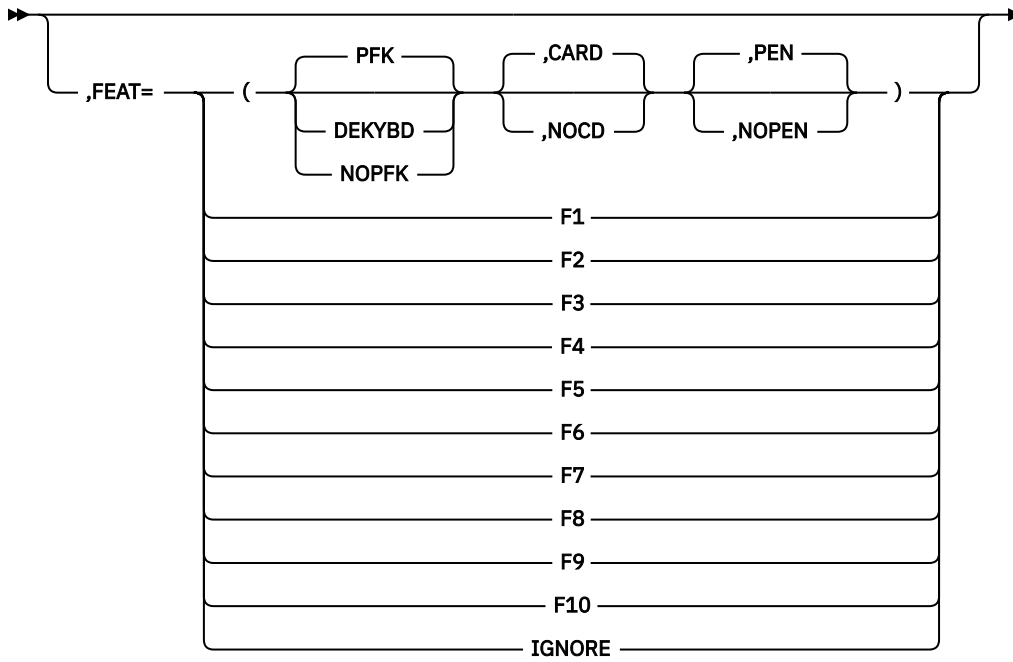 PFK ,CARD ,PEN
,FEAT= ( )
DEKYBD ,NOCD ,NOPEN
NOPFK
F1
F2
F3
F4
F5
F6
F7
F8
F9
F10
IGNORE